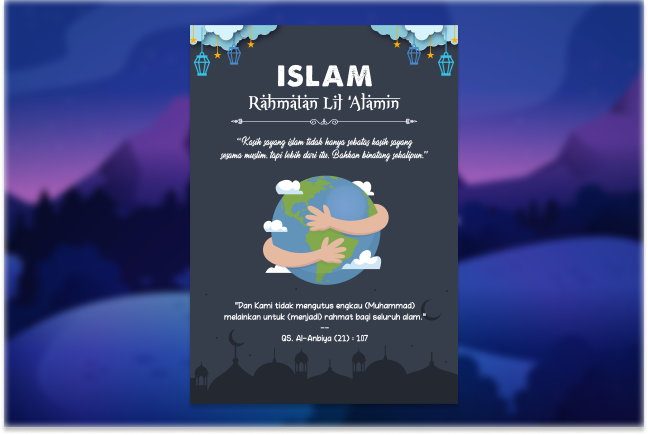 ISLAM
Rahmatan Lil 'Alamin
"Kasih sayang islam tidak hanya sebatas kasih sayang
sesama muslim, tapi lebih dari itu. Bahkan binatang sekalipun."
"Dan Kami tidak mengutus engkau (Muhammad)
melainkan untuk (menjadi) rahmat bagi seluruh alam."
---
QS. Al-Anbiya (21) : 107